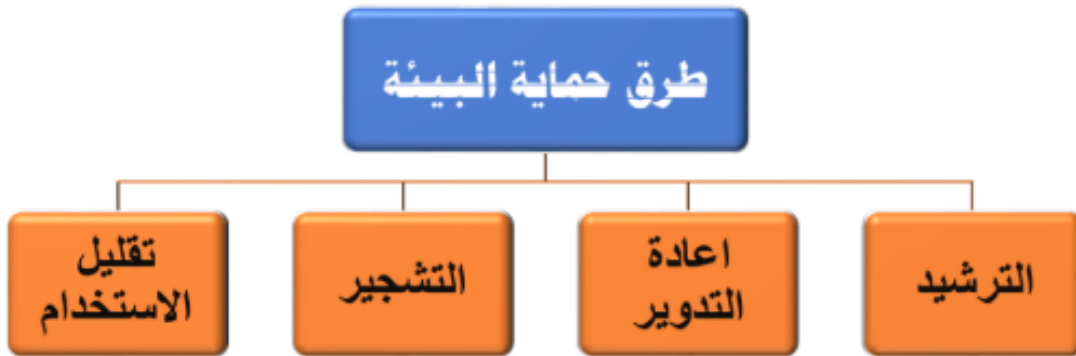 طرق حماية البيئة
الترشيد
اعادة
التدوير
التشجير
تقليل
الاستخدام